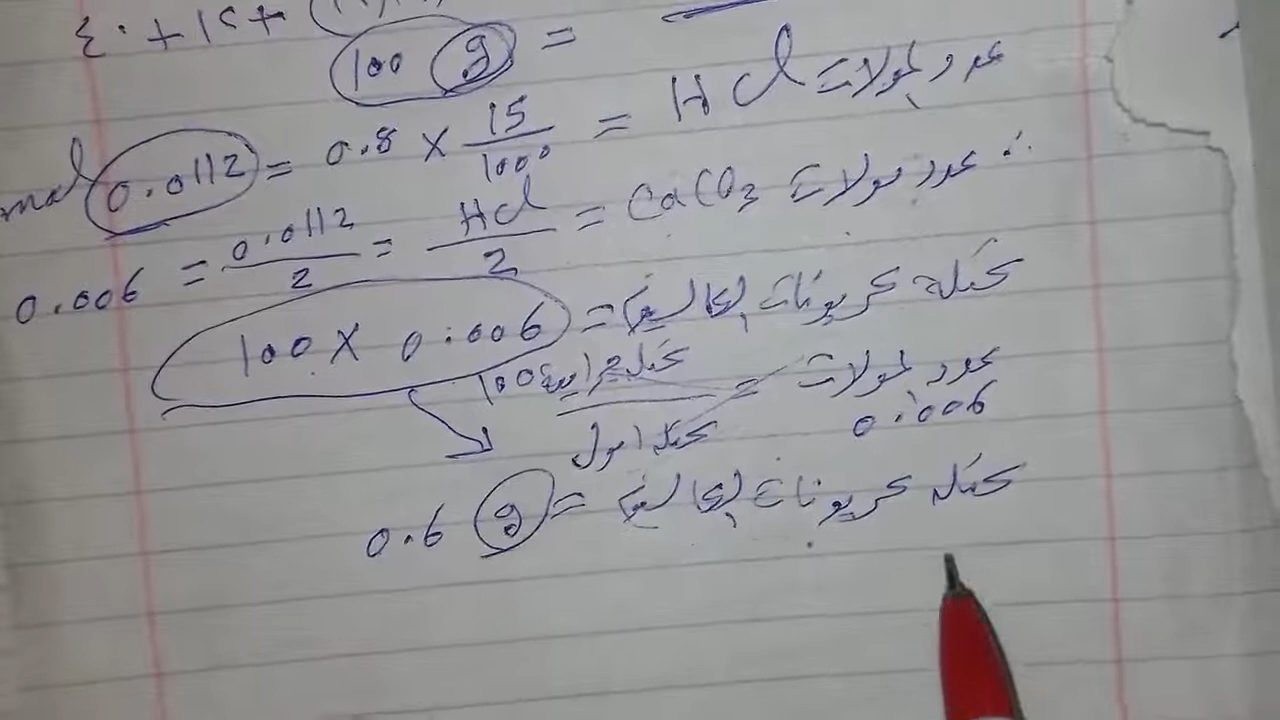 100 g =
عدد المولات HCl = 15/1000 × 0.8 = 0.0112 mol
∴ عدد مولات CaCO3 = HCl/2 = 0.0112/2 = 0.006
كتلة كربونات الكالسيوم = 0.006 × 100
عدد المولات = كتلة جرامية 100 / كتلة 1 مول
0.006
كتلة كربونات الكالسيوم = 0.6 g